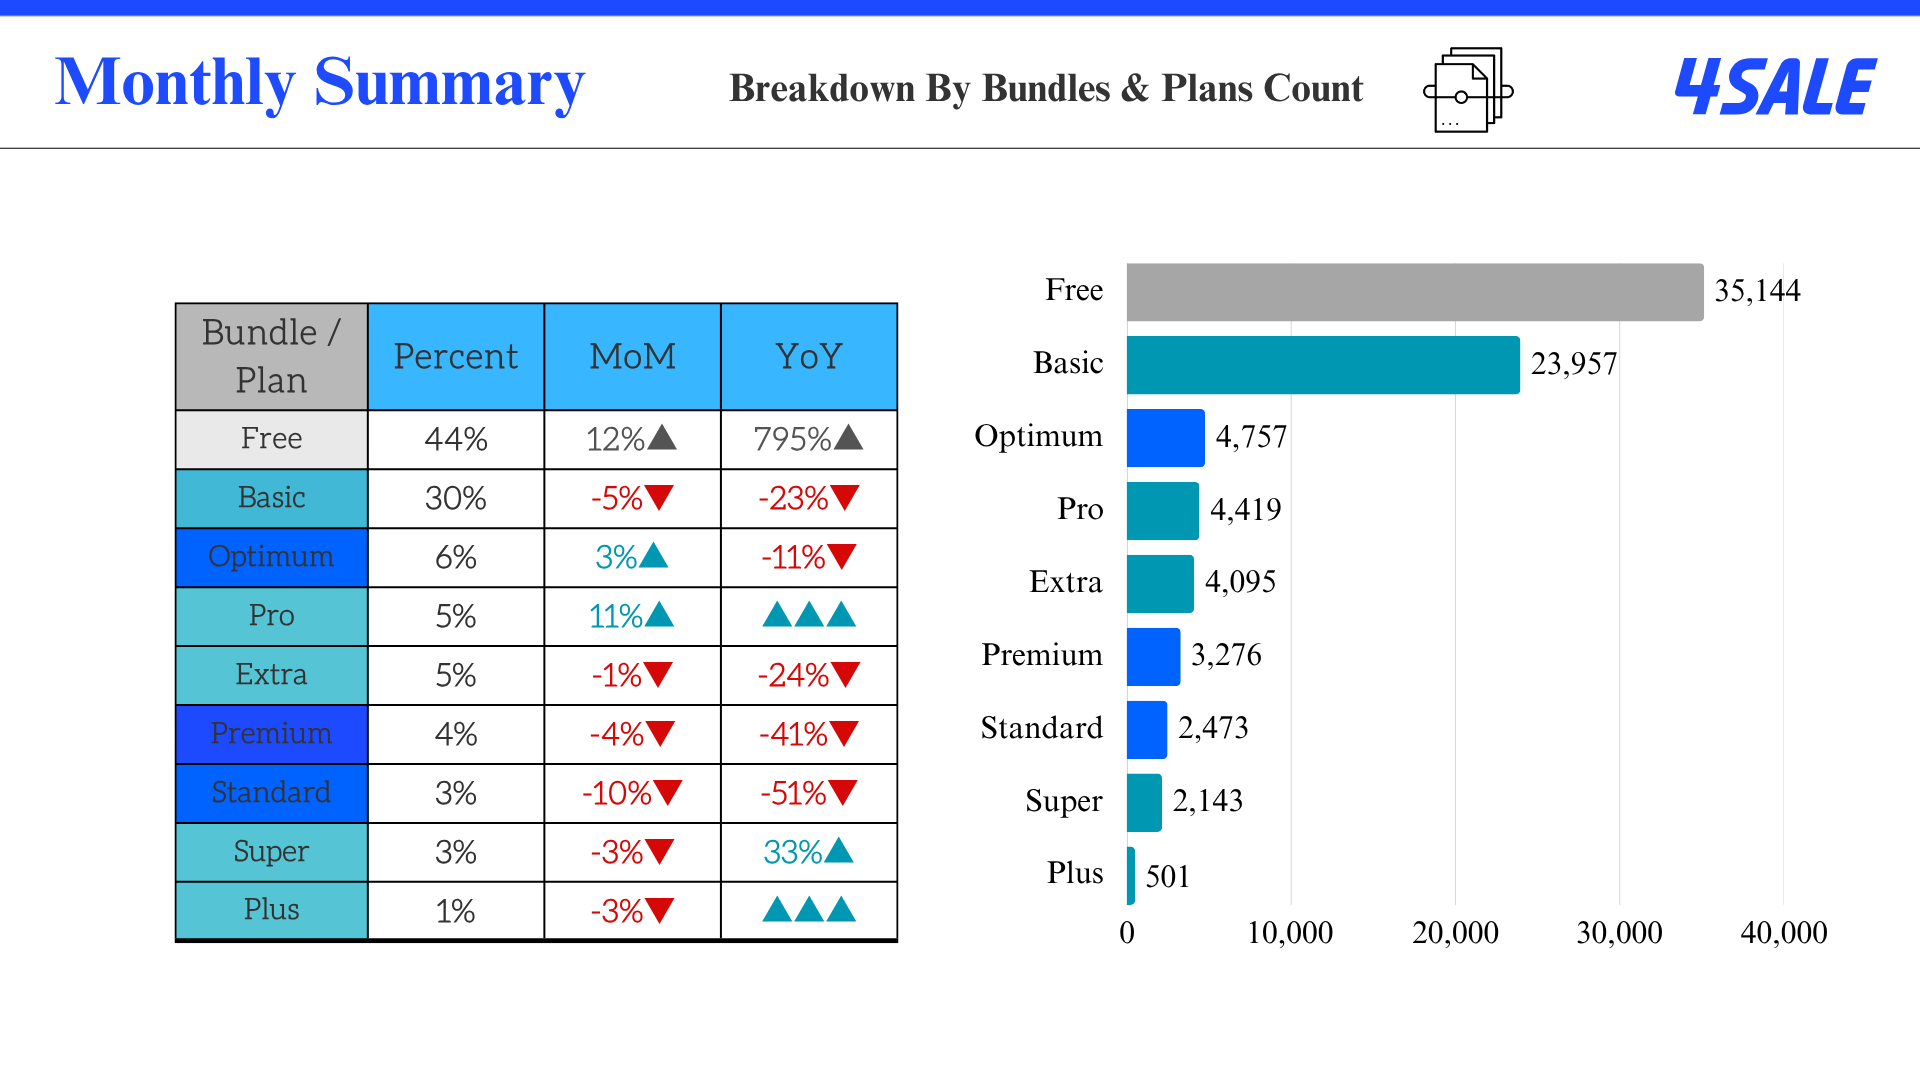 Monthly Summary
Breakdown By Bundles & Plans Count
4SALE
Bundle /
Plan
Percent
MoM
YoY
Free
44%
12%▲
795%▲
Basic
30%
-5%▼
-23%▼
Optimum
6%
3%▲
-11%▼
Pro
5%
11%▲
▲▲▲
Extra
5%
-1%▼
-24%▼
Premium
4%
-4%▼
-41%▼
Standard
3%
-10%▼
-51%▼
Super
3%
-3%▼
33%▲
Plus
1%
-3%▼
▲▲▲
Free
35,144
Basic
23,957
Optimum
4,757
Pro
4,419
Extra
4,095
Premium
3,276
Standard
2,473
Super
2,143
Plus
501
0
10,000
20,000
30,000
40,000